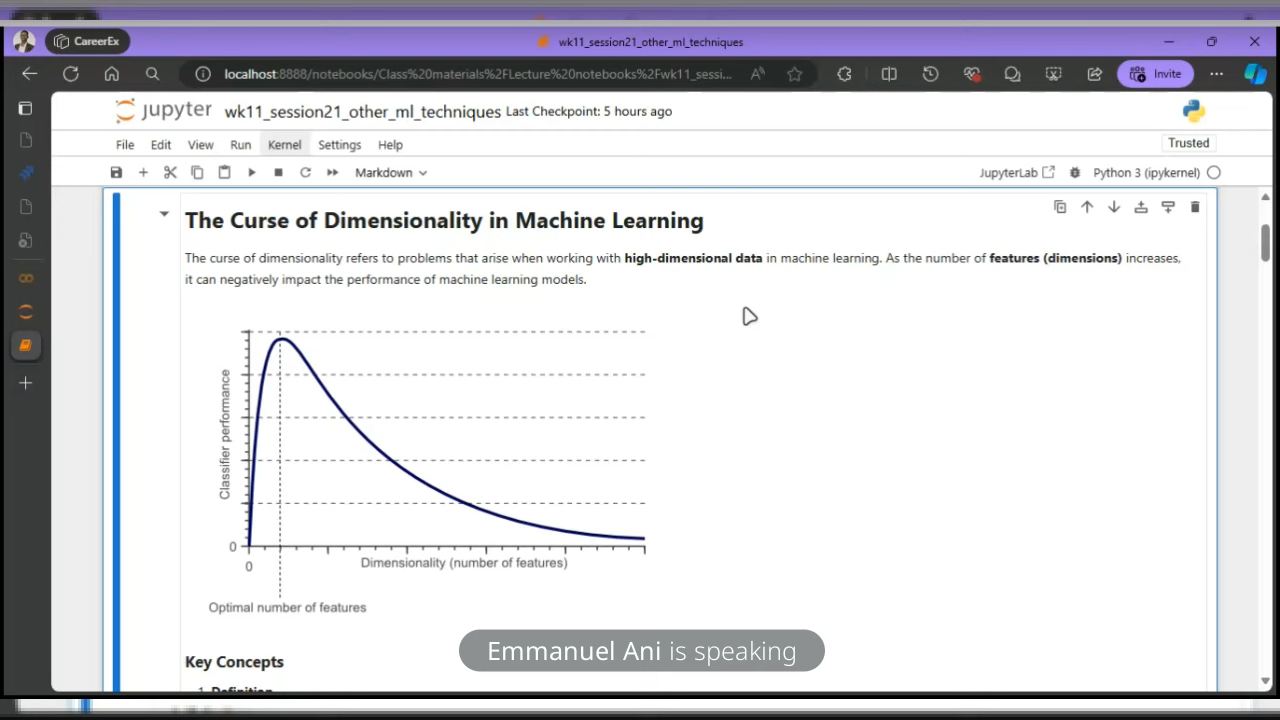 CareerEx
wk11_session21_other_ml_techniques
localhost:8888/notebooks/Class%20materials%2FLecture%20notebooks%2Fwk11_sessi...
Invite
jupyter wk11_session21_other_ml_techniques Last Checkpoint: 5 hours ago
File Edit View Run Kernel Settings Help
Trusted
Markdown
JupyterLab
Python 3 (ipykernel)
The Curse of Dimensionality in Machine Learning
The curse of dimensionality refers to problems that arise when working with high-dimensional data in machine learning. As the number of features (dimensions) increases,
it can negatively impact the performance of machine learning models.
Classifier performance
0
0
Dimensionality (number of features)
Optimal number of features
Emmanuel Ani is speaking
Key Concepts
1. Definition